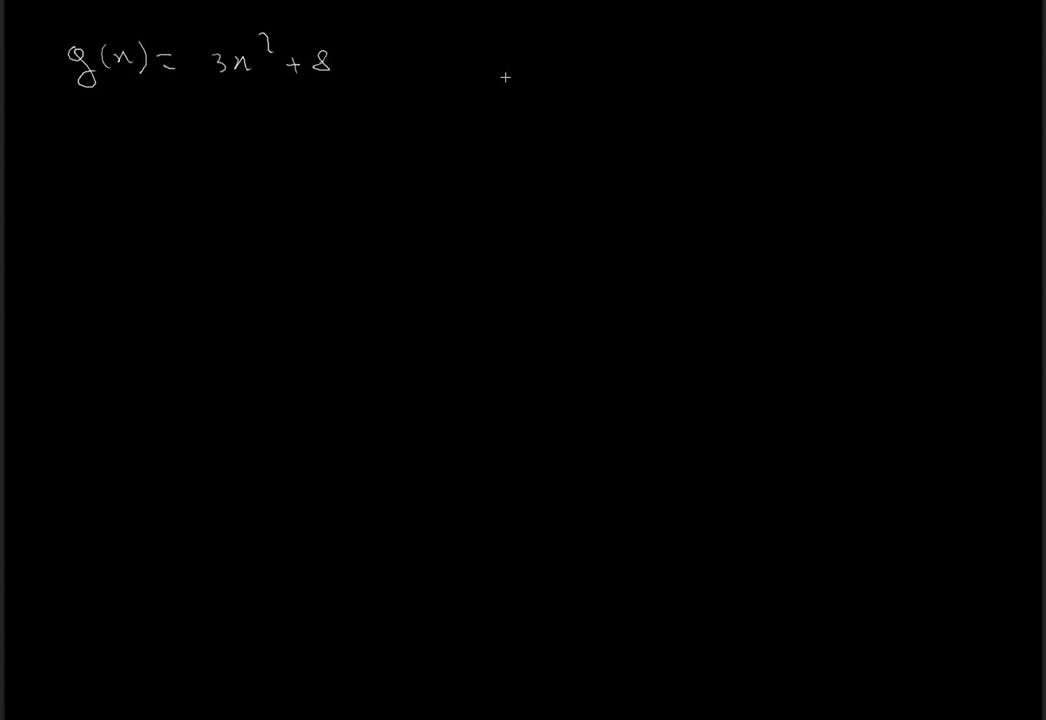 g(x) = 3x² + 8